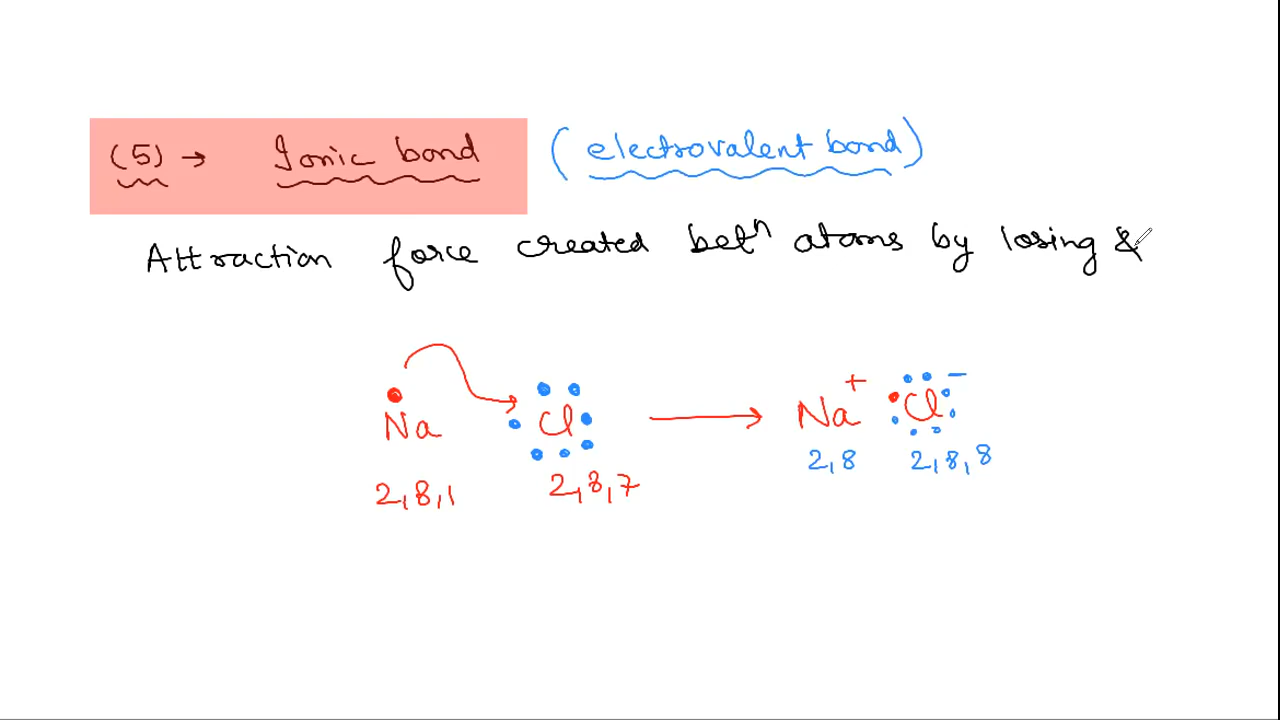 (5) → Ionic bond (electrovalent bond)
Attraction force created betⁿ atoms by losing &
Na Cl → Na⁺ Cl⁻
2,8 2,8,8
2,8,1 2,8,7